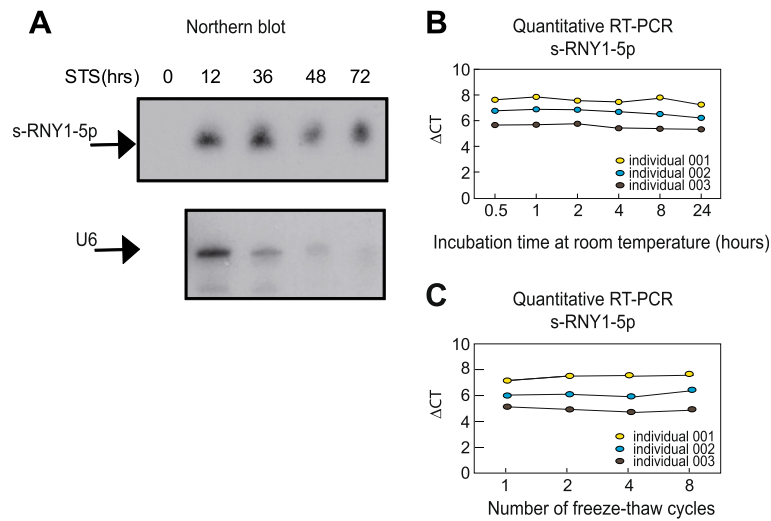 A
Northern blot
STS(hrs) 0 12 36 48 72
s-RNY1-5p
U6
B
Quantitative RT-PCR
s-RNY1-5p
10
8
6
4
2
0
ΔCT
individual 001
individual 002
individual 003
0.5 1 2 4 8 24
Incubation time at room temperature (hours)
C
Quantitative RT-PCR
s-RNY1-5p
10
8
6
4
2
0
ΔCT
individual 001
individual 002
individual 003
1 2 4 8
Number of freeze-thaw cycles